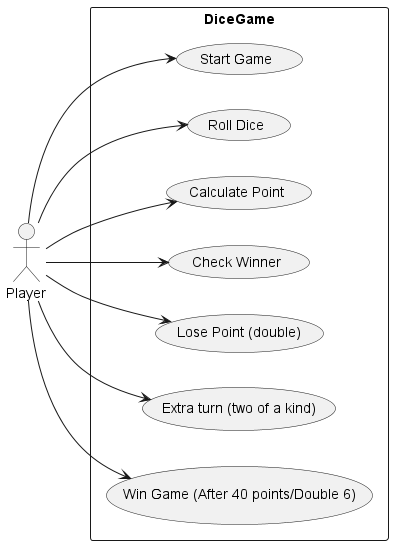 DiceGame
Start Game
Roll Dice
Calculate Point
Check Winner
Player
Lose Point (double)
Extra turn (two of a kind)
Win Game (After 40 points/Double 6)